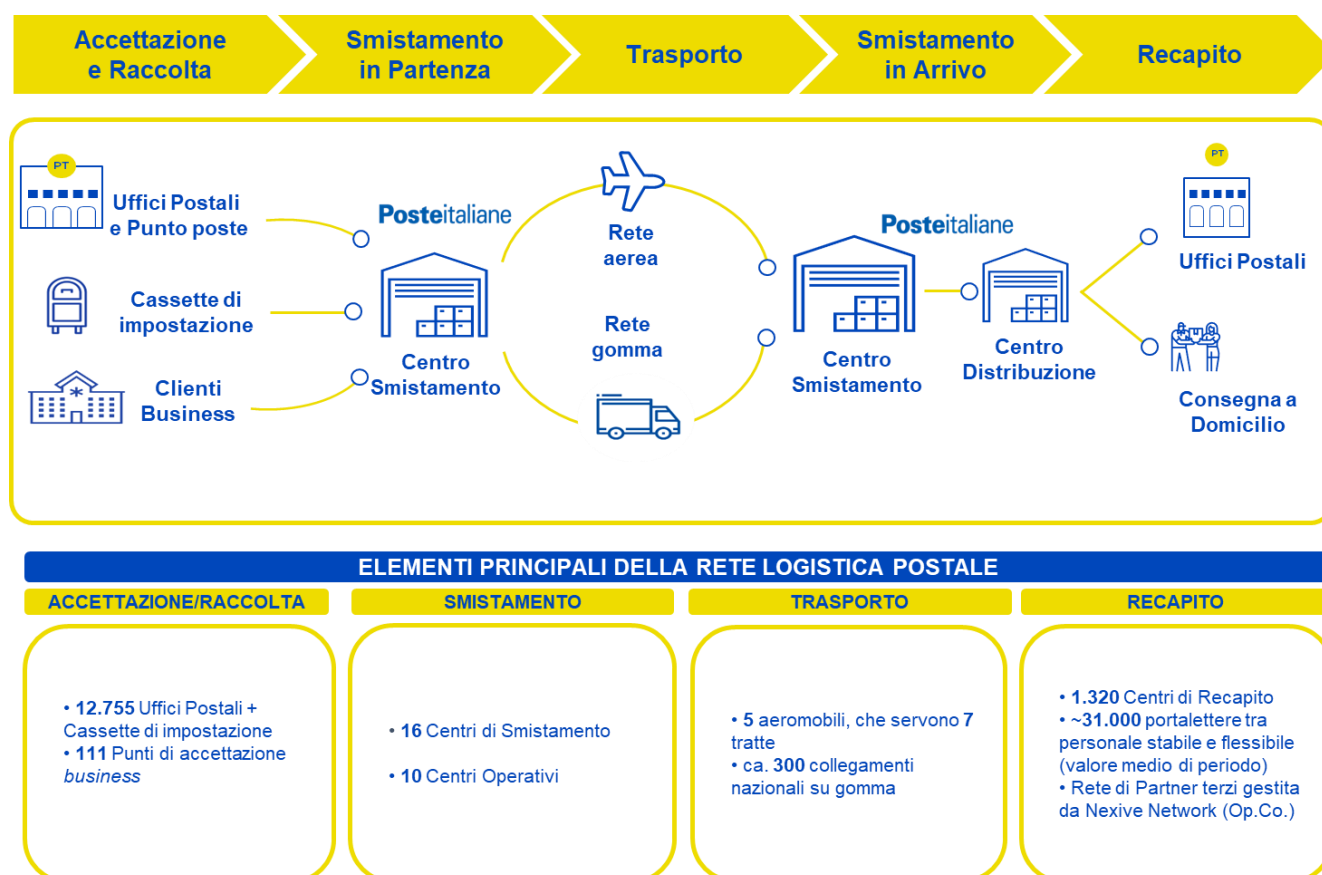 Accettazione
e Raccolta
Smistamento
in Partenza
Trasporto
Smistamento
in Arrivo
Recapito
PT
Uffici Postali
e Punto poste
Cassette di
impostazione
Clienti
Business
Posteitaliane
Centro
Smistamento
Rete
aerea
Rete
gomma
Posteitaliane
Centro
Smistamento
Centro
Distribuzione
PT
Uffici Postali
Consegna a
Domicilio
ELEMENTI PRINCIPALI DELLA RETE LOGISTICA POSTALE
ACCETTAZIONE/RACCOLTA
• 12.755 Uffici Postali +
Cassette di impostazione
• 111 Punti di accettazione
business
SMISTAMENTO
• 16 Centri di Smistamento
• 10 Centri Operativi
TRASPORTO
• 5 aeromobili, che servono 7
tratte
• ca. 300 collegamenti
nazionali su gomma
RECAPITO
• 1.320 Centri di Recapito
• ~31.000 portalettere tra
personale stabile e flessibile
(valore medio di periodo)
• Rete di Partner terzi gestita
da Nexive Network (Op.Co.)